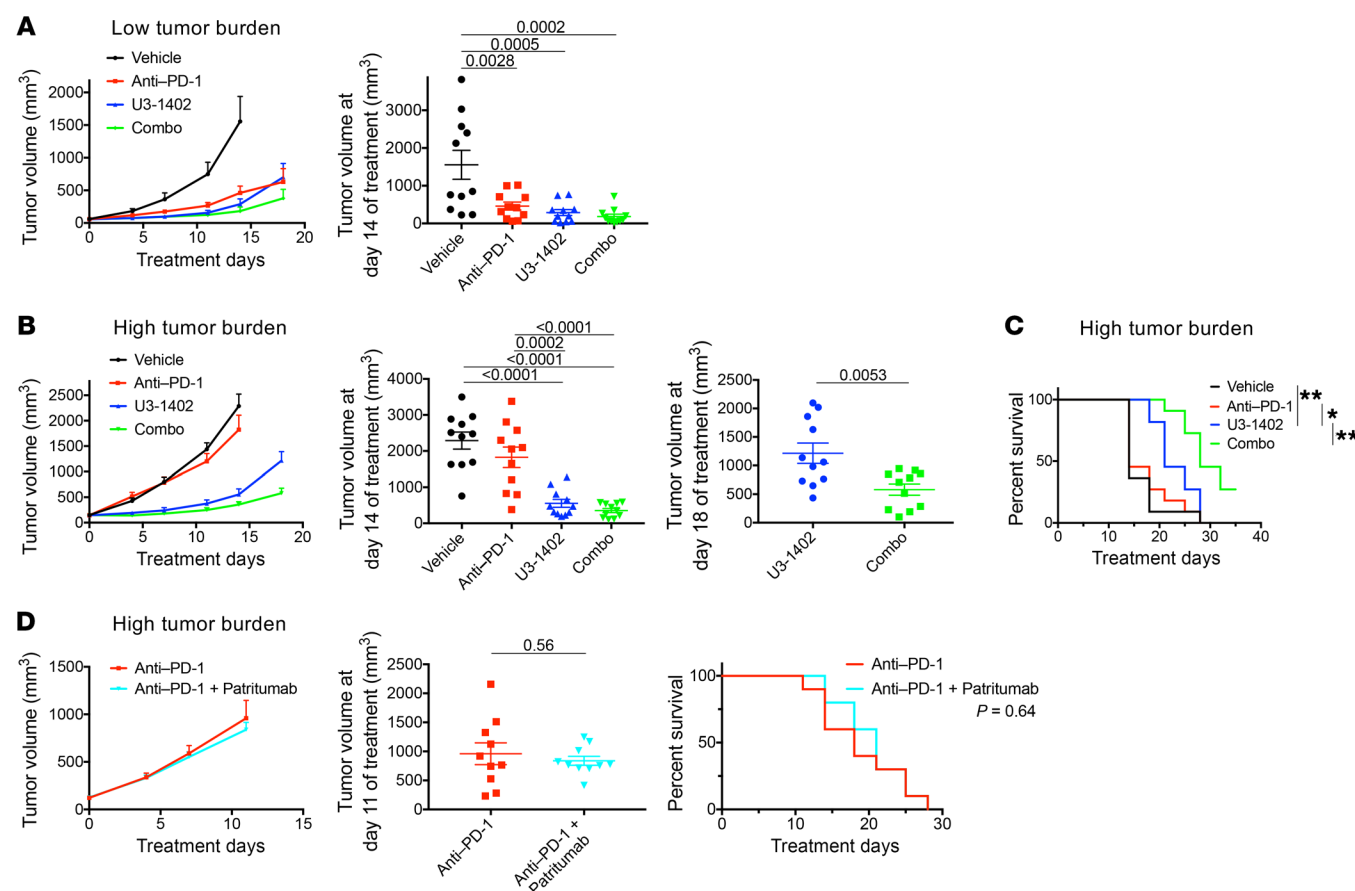 A
Low tumor burden
Vehicle
Anti–PD-1
U3-1402
Combo
Tumor volume (mm3)
2000
1500
1000
500
0
0 5 10 15 20
Treatment days
0.0002
0.0005
0.0028
Tumor volume at
day 14 of treatment (mm3)
3000
2000
1000
0
Vehicle
Anti–PD-1
U3-1402
Combo
B
High tumor burden
Vehicle
Anti–PD-1
U3-1402
Combo
Tumor volume (mm3)
2500
2000
1500
1000
500
0
0 5 10 15 20
Treatment days
<0.0001
0.0002
<0.0001
<0.0001
Tumor volume at
day 14 of treatment (mm3)
4000
3000
2000
1000
0
Vehicle
Anti–PD-1
U3-1402
Combo
0.0053
Tumor volume at
day 18 of treatment (mm3)
2500
2000
1500
1000
500
0
U3-1402
Combo
C
High tumor burden
Vehicle
Anti–PD-1
U3-1402
Combo
**
*
**
Percent survival
100
50
0
0 10 20 30 40
Treatment days
D
High tumor burden
Anti–PD-1
Anti–PD-1 + Patritumab
Tumor volume (mm3)
1500
1000
500
0
0 5 10 15
Treatment days
0.56
Tumor volume at
day 11 of treatment (mm3)
2500
2000
1500
1000
500
0
Anti–PD-1
Anti–PD-1 +
Patritumab
Anti–PD-1
Anti–PD-1 + Patritumab
P = 0.64
Percent survival
100
50
0
0 10 20 30
Treatment days